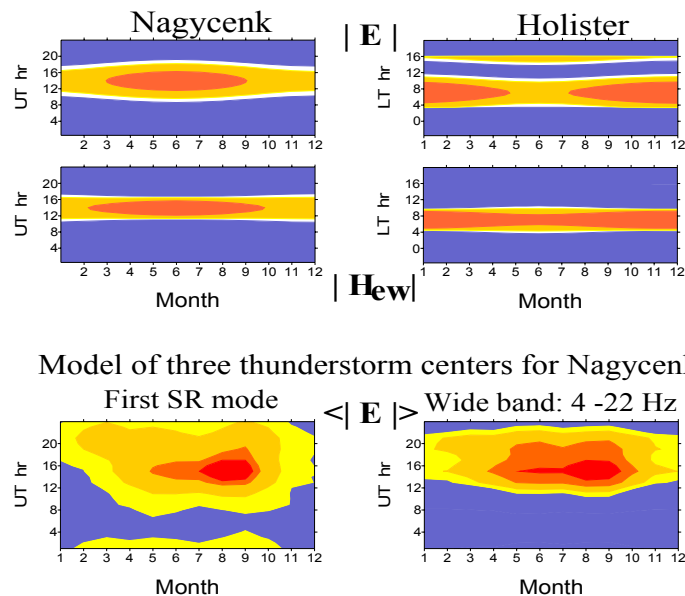 Nagycenk | E | Holister
20
16
12
8
4
UT hr
1 2 3 4 5 6 7 8 9 10 11 12
16
12
8
4
0
LT hr
1 2 3 4 5 6 7 8 9 10 11 12
20
16
12
8
4
UT hr
2 3 4 5 6 7 8 9 10 11 12
Month
16
12
8
4
0
LT hr
1 2 3 4 5 6 7 8 9 10 11 12
Month
| Hew|
Model of three thunderstorm centers for Nagycenk
First SR mode <| E |> Wide band: 4 -22 Hz
20
16
12
8
4
UT hr
1 2 3 4 5 6 7 8 9 10 11 12
Month
20
16
12
8
4
UT hr
1 2 3 4 5 6 7 8 9 10 11 12
Month